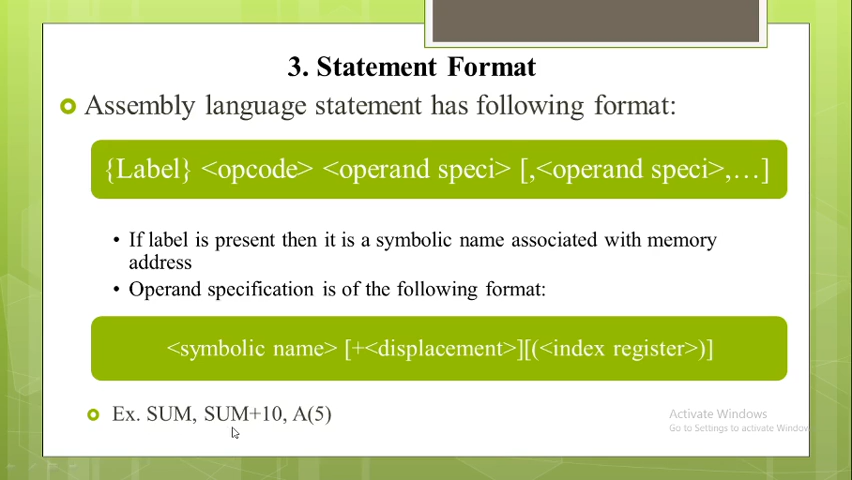 3. Statement Format
Assembly language statement has following format:
{Label} <opcode> <operand speci> [,<operand speci>,…]
• If label is present then it is a symbolic name associated with memory
address
• Operand specification is of the following format:
<symbolic name> [+<displacement>][(<index register>)]
Ex. SUM, SUM+10, A(5)
Activate Windows
Go to Settings to activate Window